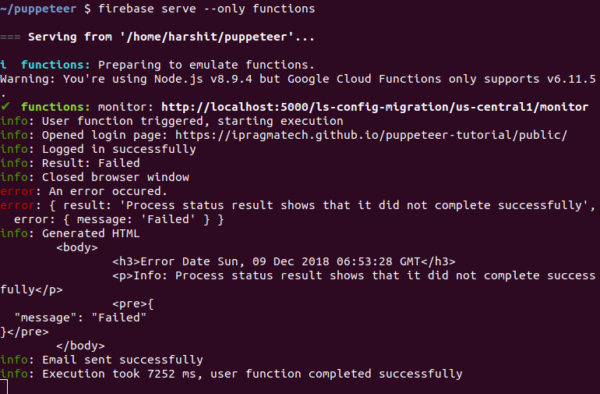 ~/puppeteer $ firebase serve --only functions
=== Serving from '/home/harshit/puppeteer'...
i  functions: Preparing to emulate functions.
Warning: You're using Node.js v8.9.4 but Google Cloud Functions only supports v6.11.5
.
✔  functions: monitor: http://localhost:5000/ls-config-migration/us-central1/monitor
info: User function triggered, starting execution
info: Opened login page: https://ipragmatech.github.io/puppeteer-tutorial/public/
info: Logged in successfully
info: Result: Failed
info: Closed browser window
error: An error occured.
error: { result: 'Process status result shows that it did not complete successfully',
  error: { message: 'Failed' } }
info: Generated HTML
        <body>
                <h3>Error Date Sun, 09 Dec 2018 06:53:28 GMT</h3>
                <p>Info: Process status result shows that it did not complete success
fully</p>
                <pre>{
  "message": "Failed"
}</pre>
        </body>
info: Email sent successfully
info: Execution took 7252 ms, user function completed successfully